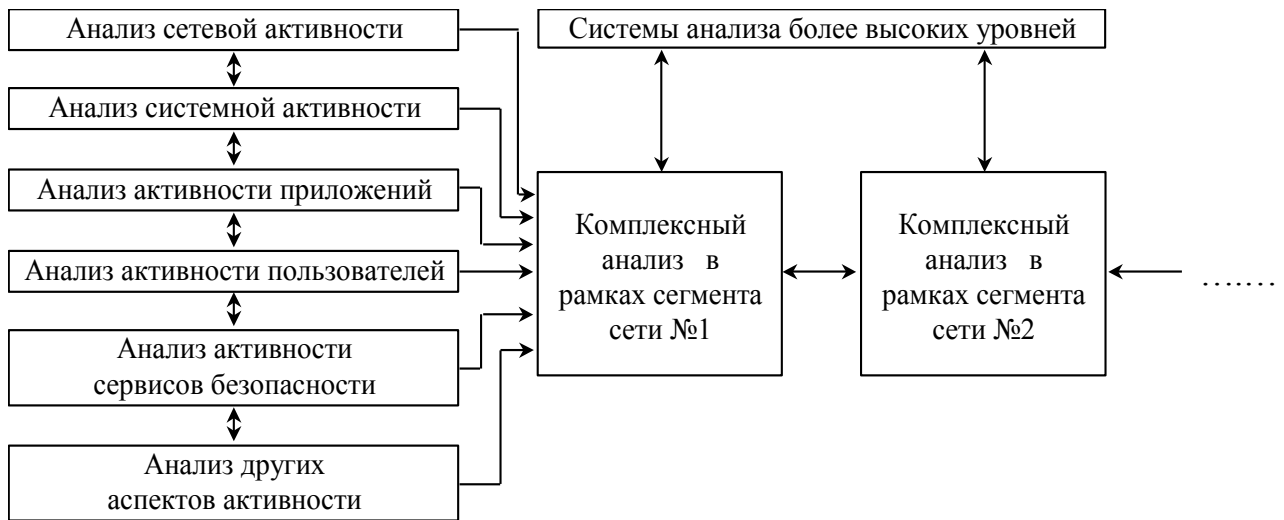 Анализ сетевой активности
Анализ системной активности
Анализ активности приложений
Анализ активности пользователей
Анализ активности
сервисов безопасности
Анализ других
аспектов активности
Системы анализа более высоких уровней
Комплексный
анализ в
рамках сегмента
сети №1
Комплексный
анализ в
рамках сегмента
сети №2
.......